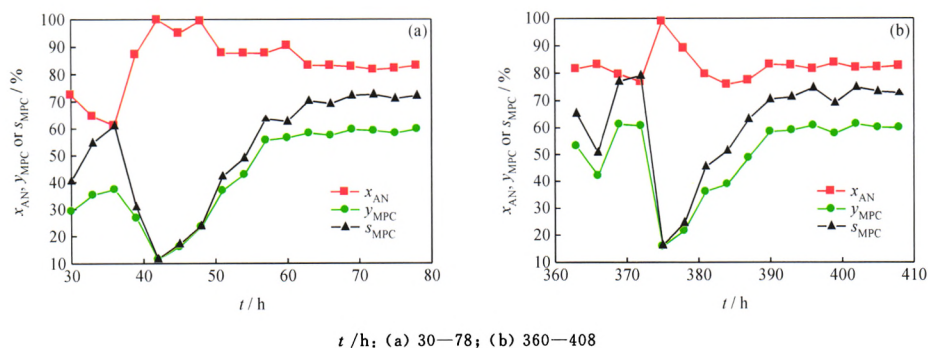 100
90
80
70
60
50
40
30
20
10
x_AN, y_MPC or s_MPC / %
(a)
x_AN
y_MPC
s_MPC
30 40 50 60 70 80
t / h
100
90
80
70
60
50
40
30
20
10
x_AN, y_MPC or s_MPC / %
(b)
x_AN
y_MPC
s_MPC
360 370 380 390 400 410
t / h
t /h: (a) 30—78; (b) 360—408